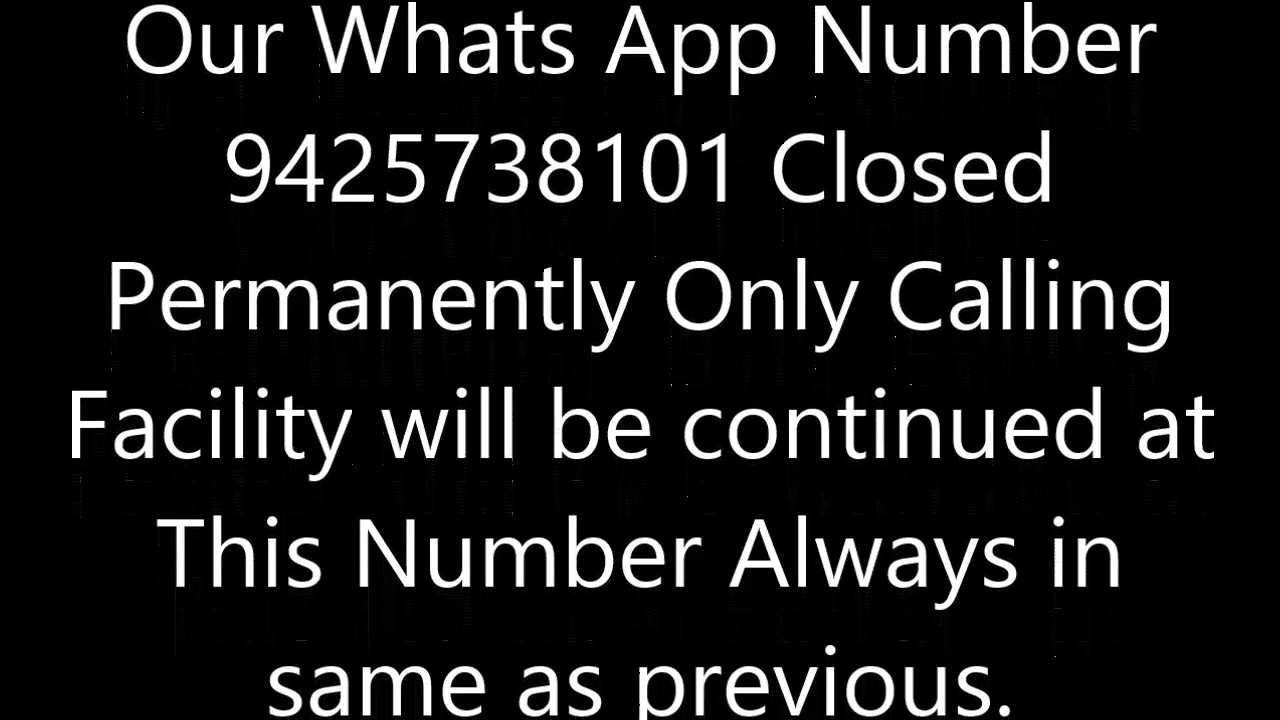 Our Whats App Number
9425738101 Closed
Permanently Only Calling
Facility will be continued at
This Number Always in
same as previous.